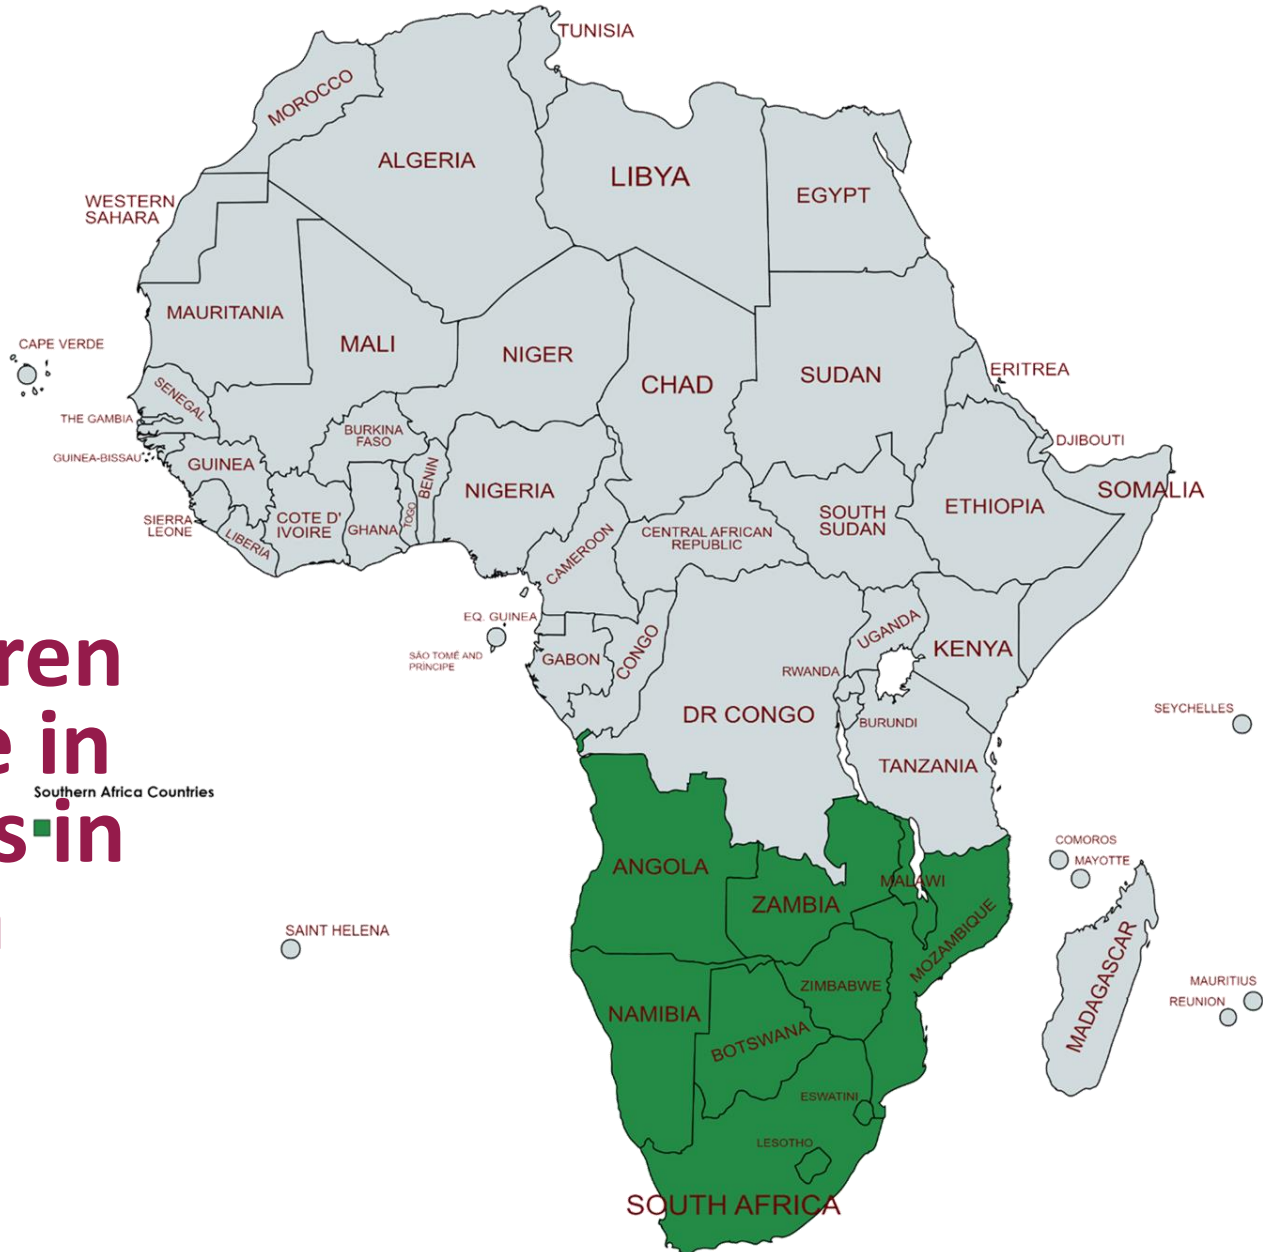 TUNISIA
MOROCCO
ALGERIA
LIBYA
EGYPT
WESTERN
SAHARA
MAURITANIA
MALI
NIGER
CHAD
SUDAN
ERITREA
CAPE VERDE
SENEGAL
THE GAMBIA
GUINEA-BISSAU
GUINEA
BURKINA
FASO
BENIN
TOGO
NIGERIA
DJIBOUTI
SOMALIA
ETHIOPIA
SOUTH
SUDAN
SIERRA
LEONE
LIBERIA
COTE D'
IVOIRE
GHANA
CAMEROON
CENTRAL AFRICAN
REPUBLIC
EQ. GUINEA
SÃO TOMÉ AND
PRÍNCIPE
GABON
CONGO
UGANDA
KENYA
RWANDA
BURUNDI
DR CONGO
TANZANIA
SEYCHELLES
ren
e in
Southern Africa Countries
s in
COMOROS
MAYOTTE
ANGOLA
ZAMBIA
MALAWI
MOZAMBIQUE
SAINT HELENA
MADAGASCAR
MAURITIUS
REUNION
ZIMBABWE
NAMIBIA
BOTSWANA
ESWATINI
LESOTHO
SOUTH AFRICA